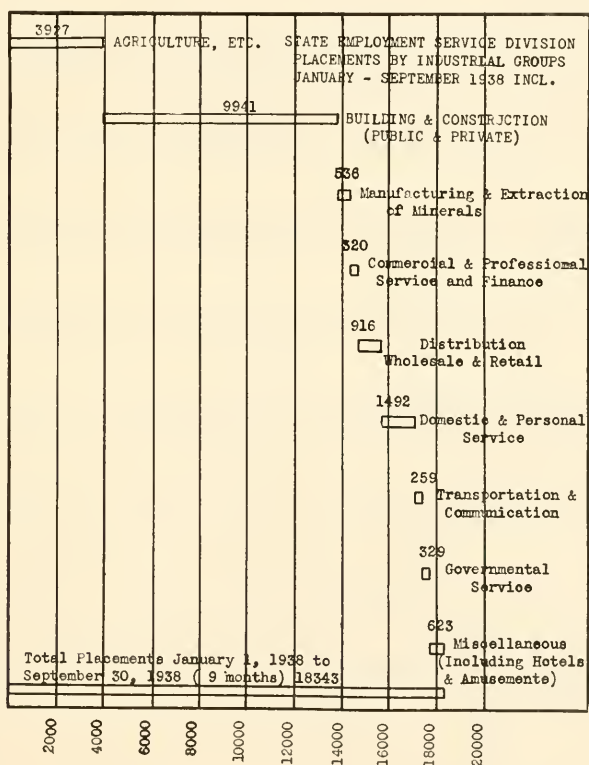 3927
AGRICULTURE, ETC.
STATE EMPLOYMENT SERVICE DIVISION
PLACEMENTS BY INDUSTRIAL GROUPS
JANUARY - SEPTEMBER 1938 INCL.
9941
BUILDING & CONSTRJCTION
(PUBLIC & PRIVATE)
536
Manufacturing & Extraction
of Minerals
320
Commercial & Professional
Service and Finance
916
Distribution
Wholesale & Retail
1492
Domestic & Personal
Service
259
Transportation &
Communication
329
Governmental
Service
623
Miscellaneous
(Including Hotels
& Amusements)
Total Placements January 1, 1938 to
September 30, 1938 ( 9 months) 18343
2000
4000
6000
8000
10000
12000
14000
16000
18000
20000